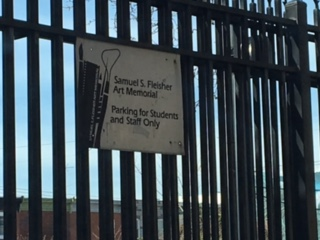 Samuel S. Fleisher
Art Memorial
Parking for Students
and Staff Only